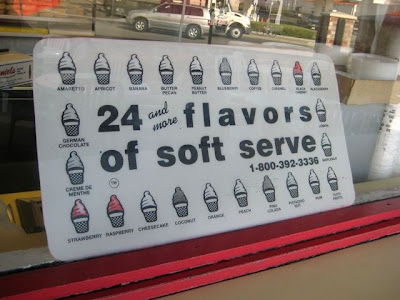 AMARETTO APRICOT BANANA BUTTER PECAN PEANUT BUTTER BLUEBERRY COFFEE CARAMEL BLACK CHERRY BLACKBERRY
24 and more flavors
GERMAN CHOCOLATE
of soft serve
1-800-392-3336
CREME DE MENTHE
STRAWBERRY RASPBERRY CHEESECAKE COCONUT ORANGE PEACH PINA COLADA PISTACHIO NUT RUM